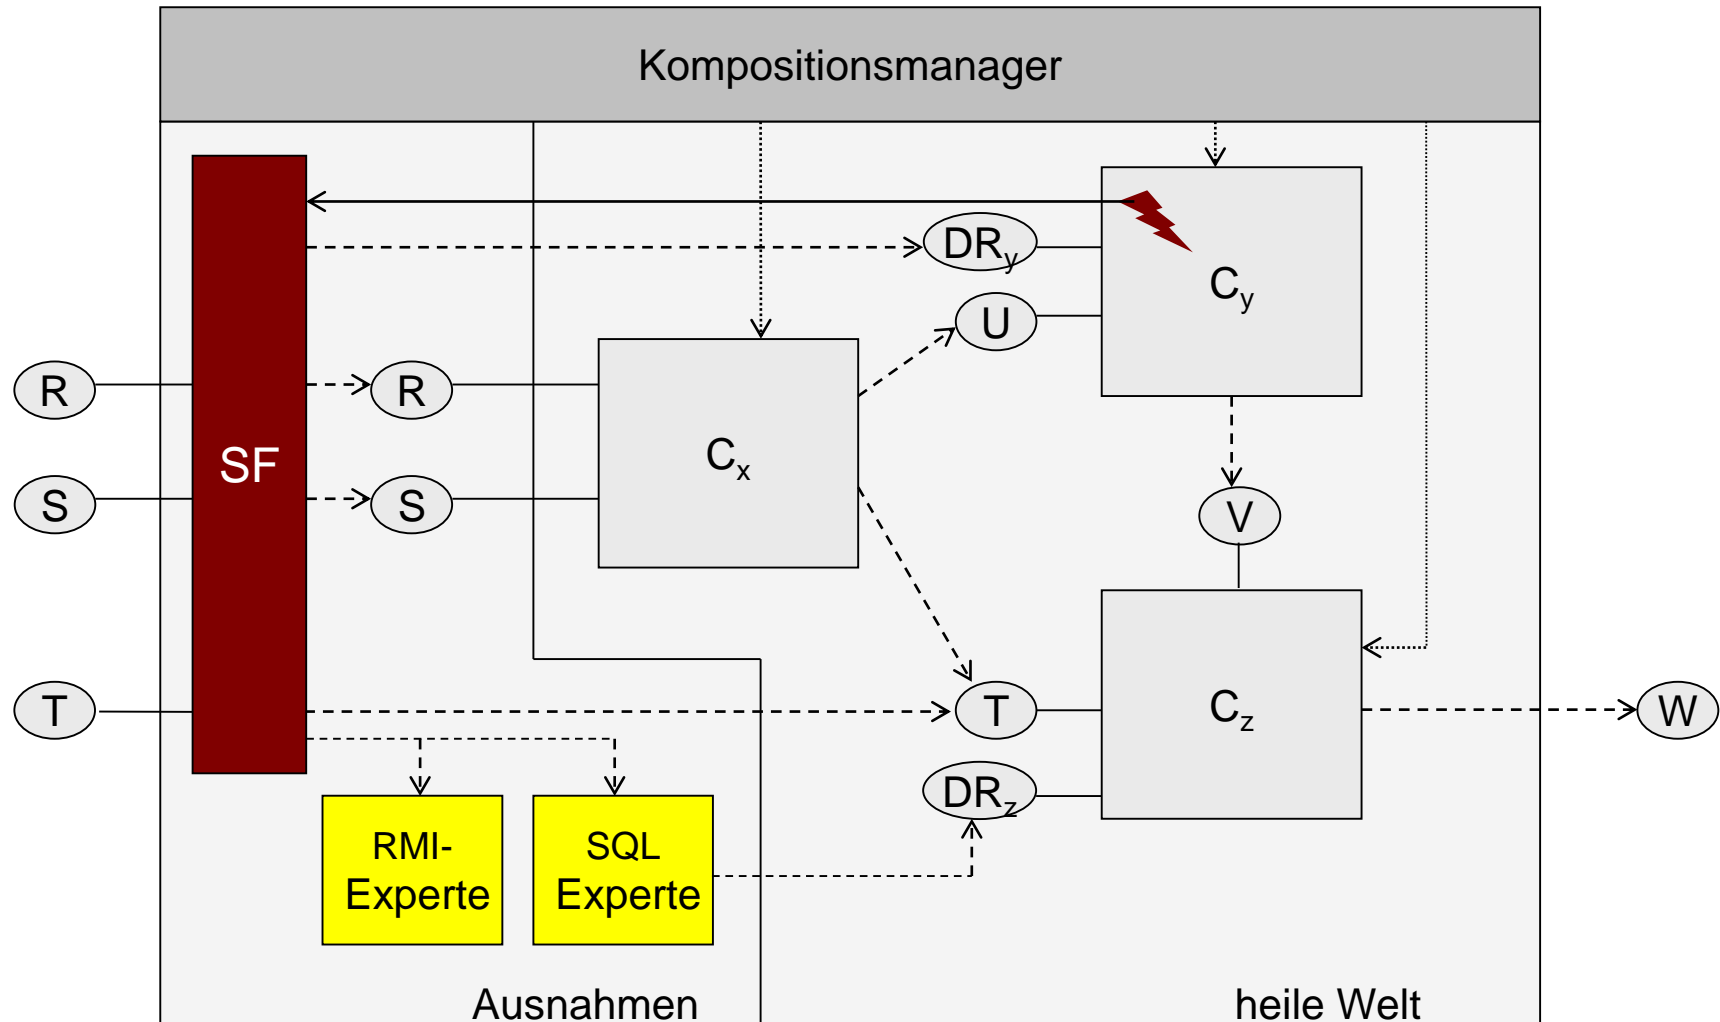 Kompositionsmanager
DRy
Cy
U
R
R
Cx
SF
S
S
V
T
T
Cz
W
DRz
RMI-
Experte
SQL
Experte
Ausnahmen
heile Welt